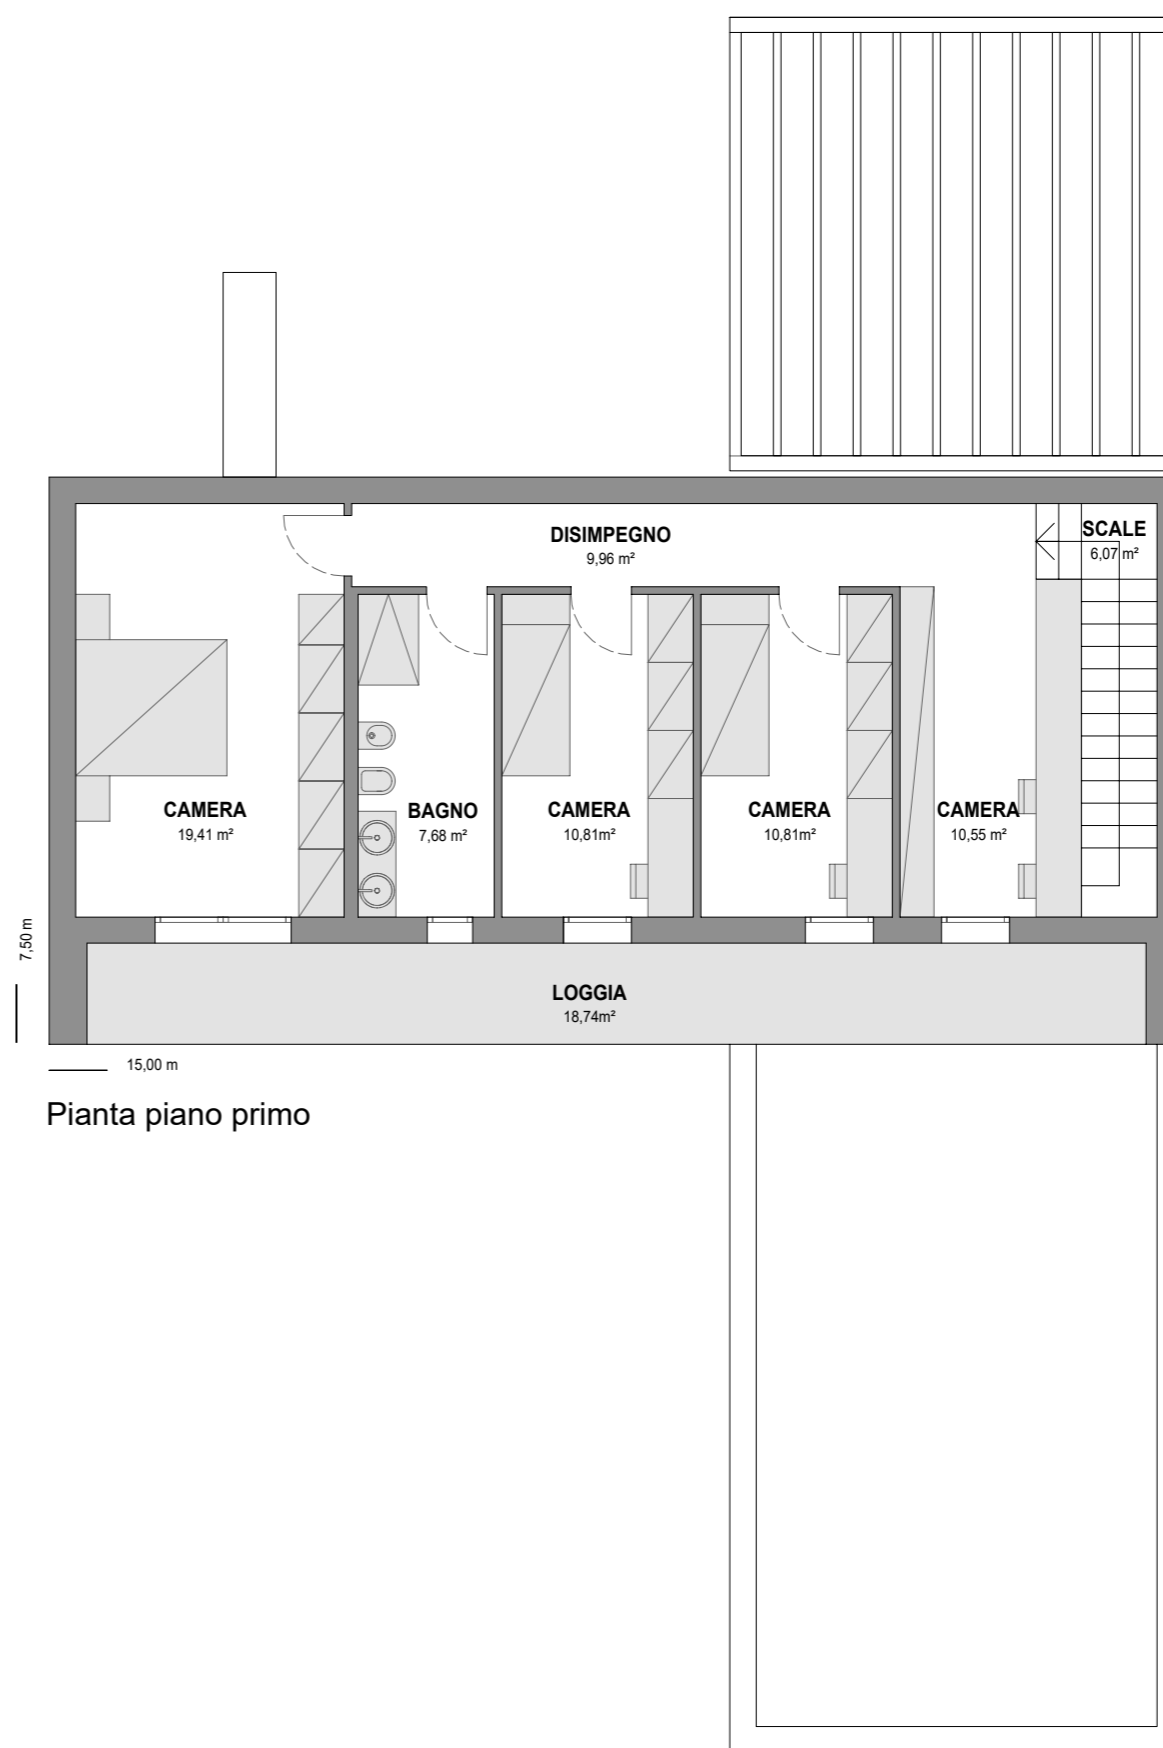 DISIMPEGNO
9,96 m²
SCALE
6,07 m²
CAMERA
19,41 m²
BAGNO
7,68 m²
CAMERA
10,81m²
CAMERA
10,81m²
CAMERA
10,55 m²
7,50 m
LOGGIA
18,74m²
15,00 m
Pianta piano primo